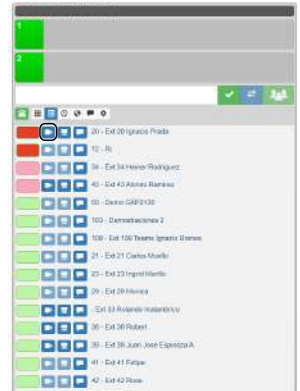 1
2
20 - Ext 20 Ignacio Prada
12 - Ri
34 - Ext 34 Heiner Rodriguez
43 - Ext 43 Alonso Ramirez
50 - Demo GXP2130
103 - Demostraciones 2
109 - Ext 109 Teams Ignacio
21 - Ext 21 Carlos Murillo
23 - Ext 23 Ingrid Murillo
29 - Ext 29 Monica
- Ext 33 Rolando Inalambrico
36 - Ext 36 Robert
39 - Ext 39 Juan Jose Espinoza A
41 - Ext 41 Felipe
42 - Ext 42 Rose